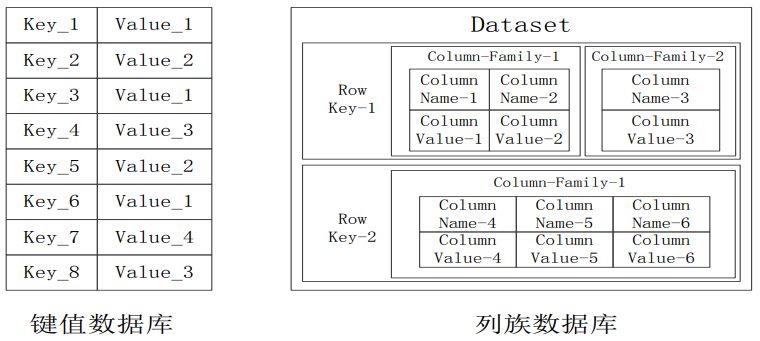 Key_1 Value_1
Key_2 Value_2
Key_3 Value_1
Key_4 Value_3
Key_5 Value_2
Key_6 Value_1
Key_7 Value_4
Key_8 Value_3
键值数据库
Dataset
Row
Key-1
Column-Family-1
Column Column
Name-1 Name-2
Column Column
Value-1 Value-2
Column-Family-2
Column
Name-3
Column
Value-3
Row
Key-2
Column-Family-1
Column Column Column
Name-4 Name-5 Name-6
Column Column Column
Value-4 Value-5 Value-6
列族数据库